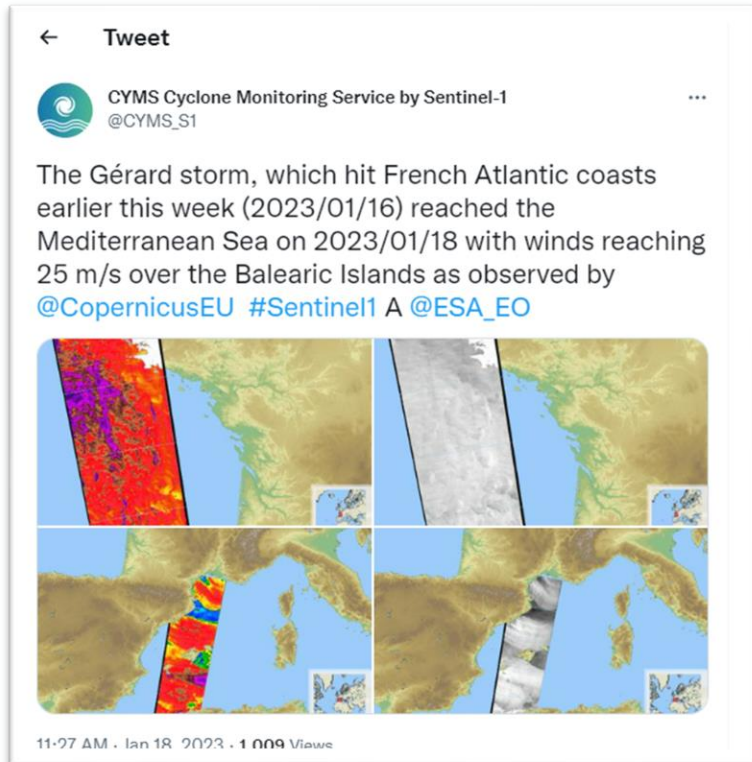 Tweet
CYMS Cyclone Monitoring Service by Sentinel-1
@CYMS_S1
The Gérard storm, which hit French Atlantic coasts
earlier this week (2023/01/16) reached the
Mediterranean Sea on 2023/01/18 with winds reaching
25 m/s over the Balearic Islands as observed by
@CopernicusEU #Sentinel1 A @ESA_EO
11:27 AM · Jan 18, 2023 · 1,009 Views